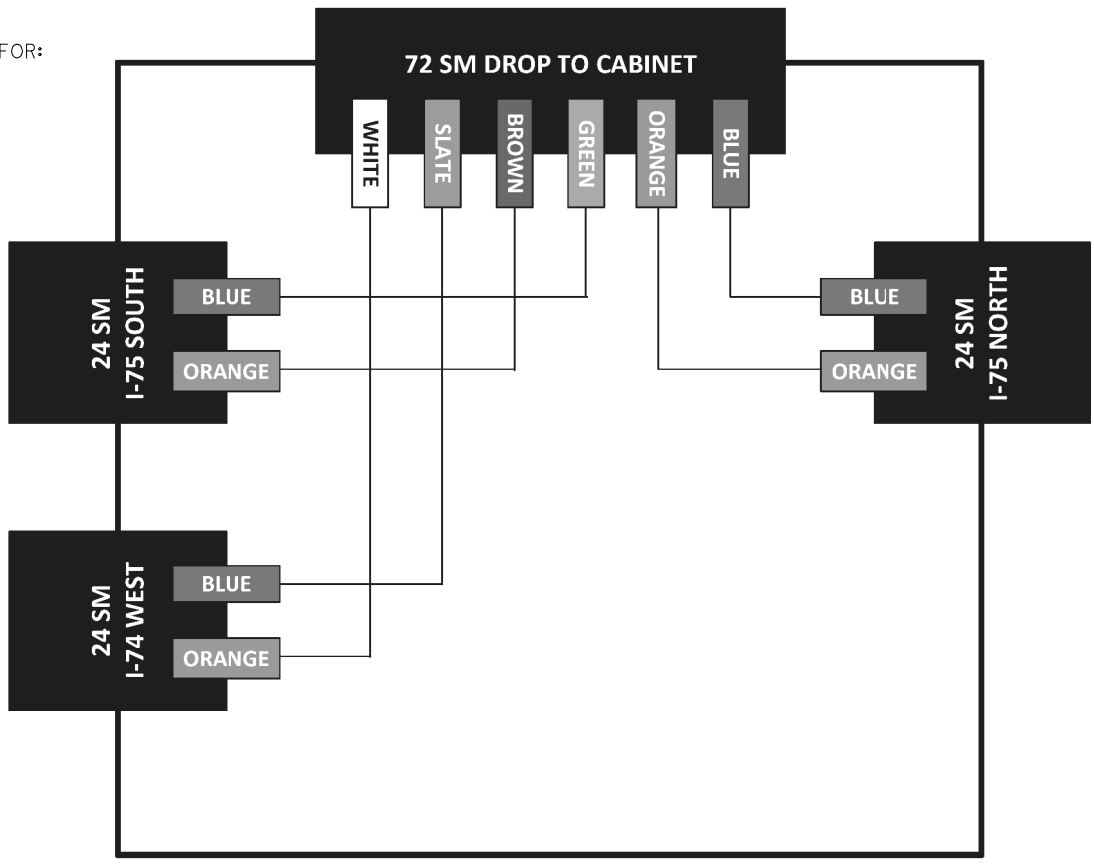 FOR:
72 SM DROP TO CABINET
WHITE
SLATE
BROWN
GREEN
ORANGE
BLUE
24 SM
I-75 SOUTH
BLUE
ORANGE
BLUE
ORANGE
24 SM
I-75 NORTH
24 SM
I-74 WEST
BLUE
ORANGE